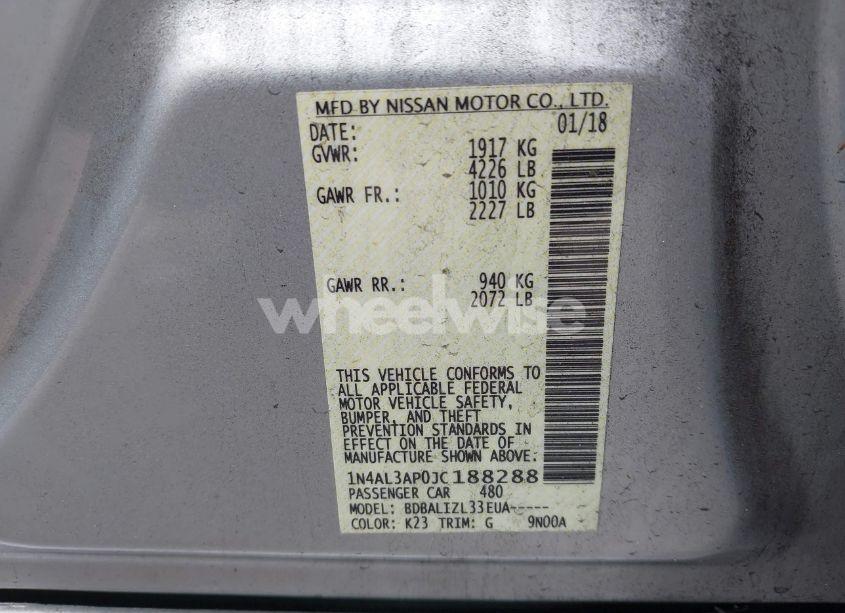 MFD BY NISSAN MOTOR CO., LTD.
DATE: 01/18
GVWR: 1917 KG
4226 LB
GAWR FR.: 1010 KG
2227 LB
GAWR RR.: 940 KG
2072 LB
wheelwise
THIS VEHICLE CONFORMS TO
ALL APPLICABLE FEDERAL
MOTOR VEHICLE SAFETY,
BUMPER, AND THEFT
PREVENTION STANDARDS IN
EFFECT ON THE DATE OF
MANUFACTURE SHOWN ABOVE.
1N4AL3AP0JC188288
PASSENGER CAR 480
MODEL: BDBALIZL33EUA-----
COLOR: K23 TRIM: G 9N00A